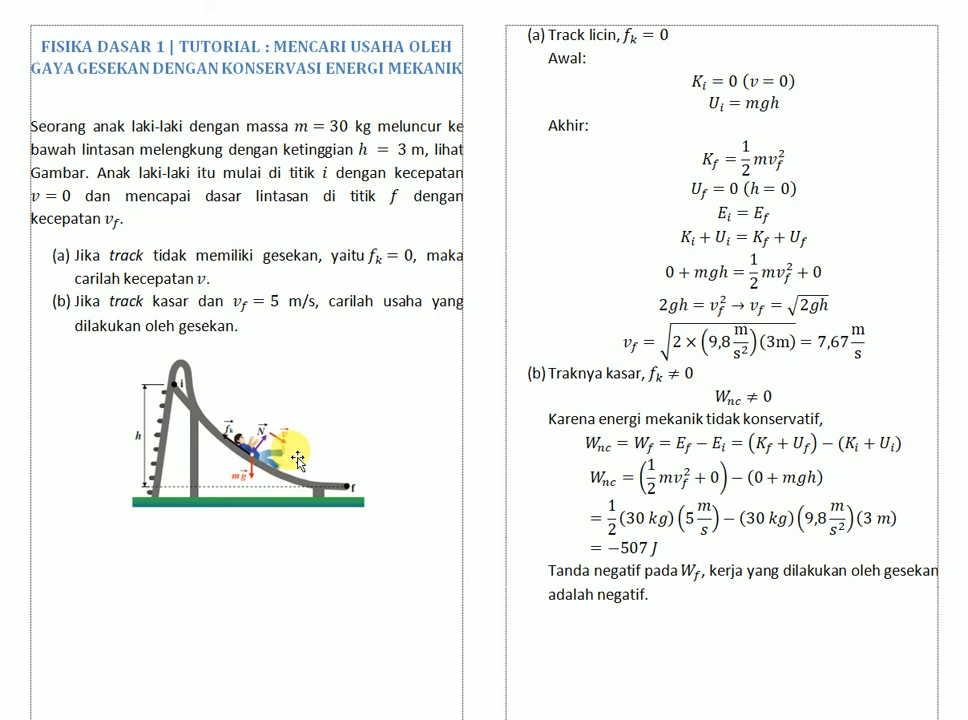 FISIKA DASAR 1 | TUTORIAL : MENCARI USAHA OLEH
GAYA GESEKAN DENGAN KONSERVASI ENERGI MEKANIK
Seorang anak laki-laki dengan massa m = 30 kg meluncur ke
bawah lintasan melengkung dengan ketinggian h = 3 m, lihat
Gambar. Anak laki-laki itu mulai di titik i dengan kecepatan
v = 0 dan mencapai dasar lintasan di titik f dengan
kecepatan v_f.
(a) Jika track tidak memiliki gesekan, yaitu f_k = 0, maka
carilah kecepatan v.
(b) Jika track kasar dan v_f = 5 m/s, carilah usaha yang
dilakukan oleh gesekan.
i
h
f_k
N
v
mg
f
(a) Track licin, f_k = 0
Awal:
K_i = 0 (v = 0)
U_i = mgh
Akhir:
K_f = 1/2 mv_f^2
U_f = 0 (h = 0)
E_i = E_f
K_i + U_i = K_f + U_f
0 + mgh = 1/2 mv_f^2 + 0
2gh = v_f^2 → v_f = √2gh
v_f = √(2 × (9,8 m/s²)(3m)) = 7,67 m/s
(b) Traknya kasar, f_k ≠ 0
W_nc ≠ 0
Karena energi mekanik tidak konservatif,
W_nc = W_f = E_f − E_i = (K_f + U_f) − (K_i + U_i)
W_nc = (1/2 mv_f^2 + 0) − (0 + mgh)
= 1/2 (30 kg)(5 m/s) − (30 kg)(9,8 m/s²)(3 m)
= −507 J
Tanda negatif pada W_f, kerja yang dilakukan oleh gesekan
adalah negatif.